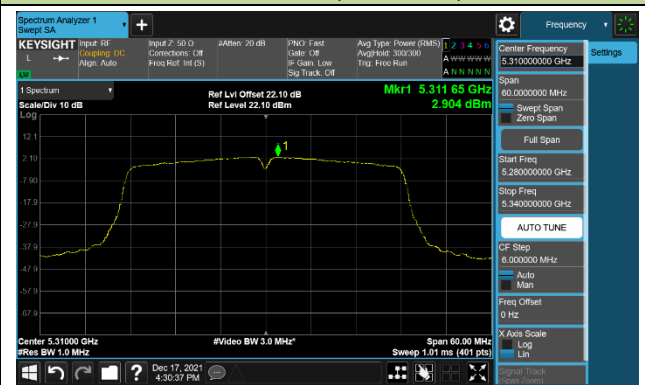 Spectrum Analyzer 1
Swept SA
+
Frequency
KEYSIGHT
Input: RF
Coupling: DC
Align: Auto
Input Z: 50 Ω
Corrections: Off
Freq Ref: Int (S)
#Atten: 20 dB
PNO: Fast
Gate: Off
IF Gain: Low
Sig Track: Off
Avg Type: Power (RMS)
Avg|Hold: 300/300
Trig: Free Run
1 2 3 4 5 6
A W W W W W
A N N N N N
L
LW
Center Frequency
5.310000000 GHz
Settings
Span
60.0000000 MHz
Swept Span
Zero Span
Full Span
Start Freq
5.280000000 GHz
Stop Freq
5.340000000 GHz
AUTO TUNE
CF Step
6.000000 MHz
Auto
Man
Freq Offset
0 Hz
X Axis Scale
Log
Lin
Signal Track
(Span Zoom)
1 Spectrum
Scale/Div 10 dB
Log
Ref Lvl Offset 22.10 dB
Ref Level 22.10 dBm
Mkr1 5.311 65 GHz
2.904 dBm
12.1
2.10
-7.90
-17.9
-27.9
-37.9
-47.9
-57.9
-67.9
1
Center 5.31000 GHz
#Res BW 1.0 MHz
#Video BW 3.0 MHz*
Span 60.00 MHz
Sweep 1.01 ms (401 pts)
?
Dec 17, 2021
4:30:37 PM